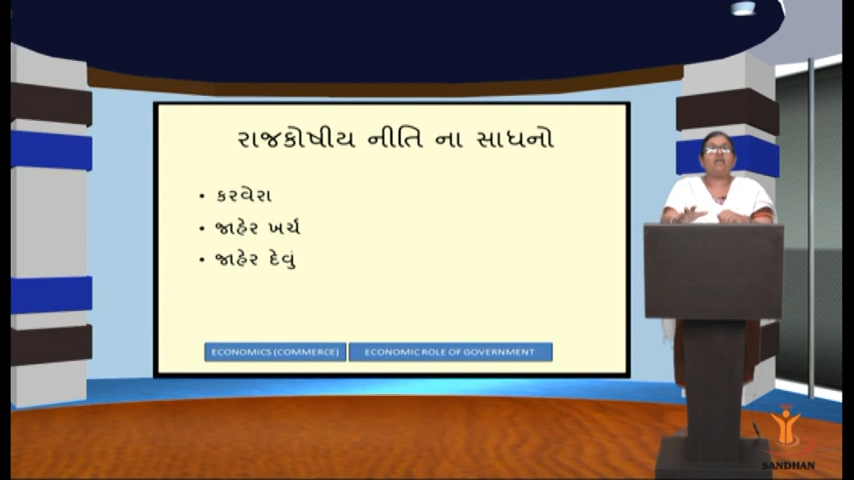 રાજકોષીય નીતિ ના સાધનો
• કરવેરા
• જાહેર ખર્ચ
• જાહેર દેવું
ECONOMICS (COMMERCE) ECONOMIC ROLE OF GOVERNMENT
SANDHAN